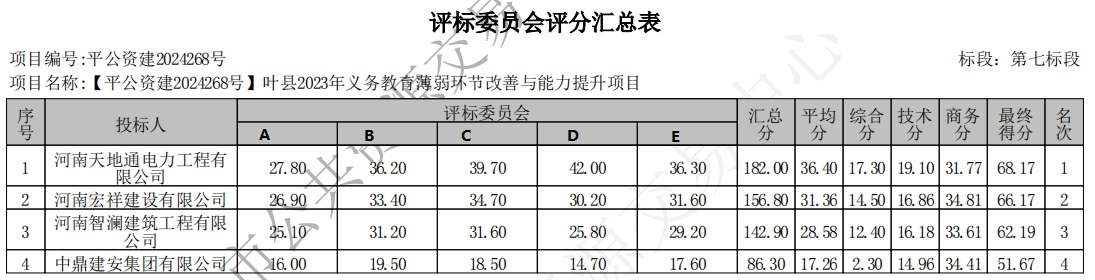 评标委员会评分汇总表
项目编号:平公资建2024268号 标段:第七标段
项目名称:【平公资建2024268号】叶县2023年义务教育薄弱环节改善与能力提升项目
序号 投标人 评标委员会 汇总分 平均分 综合分 技术分 商务分 最终得分 名次
A B C D E
1 河南天地通电力工程有限公司 27.80 36.20 39.70 42.00 36.30 182.00 36.40 17.30 19.10 31.77 68.17 1
2 河南宏祥建设有限公司 26.90 33.40 34.70 30.20 31.60 156.80 31.36 14.50 16.86 34.81 66.17 2
3 河南智澜建筑工程有限公司 25.10 31.20 31.60 25.80 29.20 142.90 28.58 12.40 16.18 33.61 62.19 3
4 中鼎建安集团有限公司 16.00 19.50 18.50 14.70 17.60 86.30 17.26 2.30 14.96 34.41 51.67 4